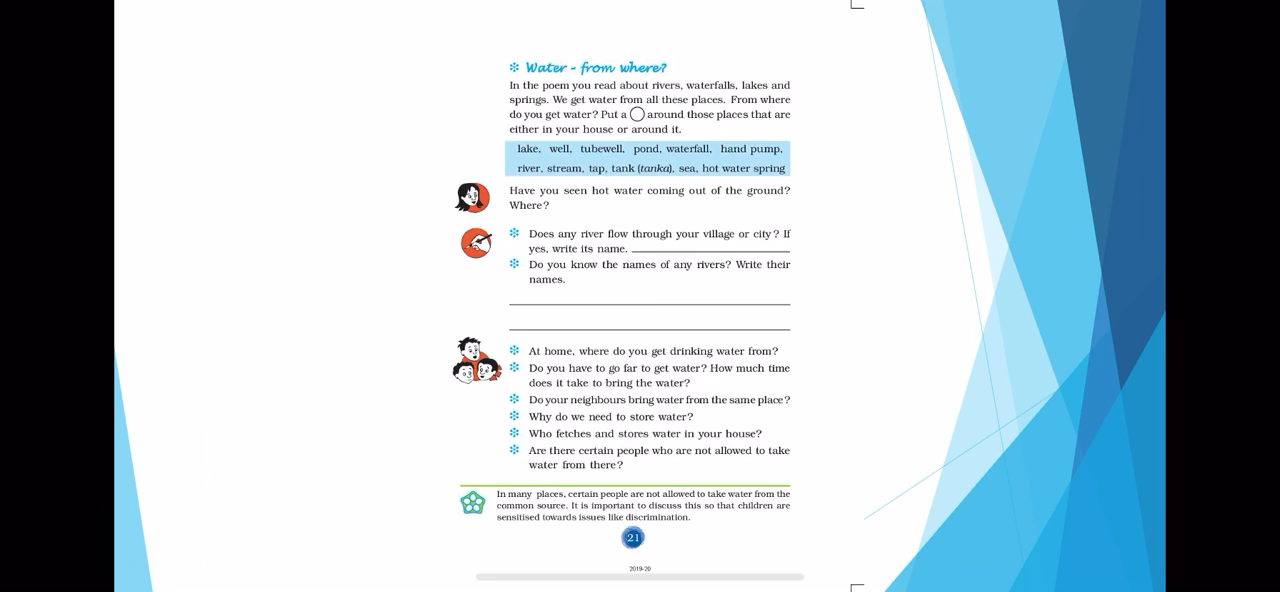 Water - from where?
In the poem you read about rivers, waterfalls, lakes and
springs. We get water from all these places. From where
do you get water? Put a ◯ around those places that are
either in your house or around it.
lake, well, tubewell, pond, waterfall, hand pump,
river, stream, tap, tank (tanka), sea, hot water spring
Have you seen hot water coming out of the ground?
Where?
Does any river flow through your village or city? If
yes, write its name.
Do you know the names of any rivers? Write their
names.
At home, where do you get drinking water from?
Do you have to go far to get water? How much time
does it take to bring the water?
Do your neighbours bring water from the same place?
Why do we need to store water?
Who fetches and stores water in your house?
Are there certain people who are not allowed to take
water from there?
In many places, certain people are not allowed to take water from the
common source. It is important to discuss this so that children are
sensitised towards issues like discrimination.
21
2019-20